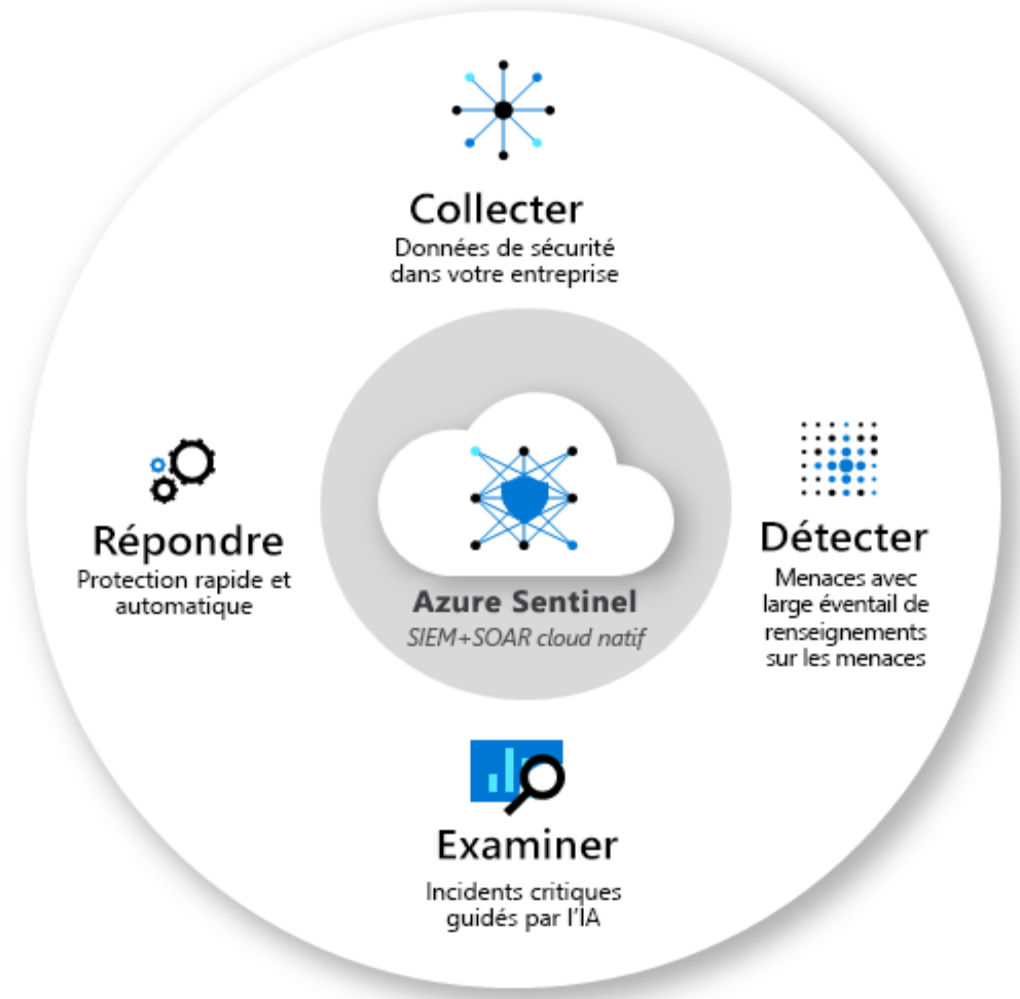 Collecter
Données de sécurité
dans votre entreprise
Répondre
Protection rapide et
automatique
Azure Sentinel
SIEM+SOAR cloud natif
Détecter
Menaces avec
large éventail de
renseignements
sur les menaces
Examiner
Incidents critiques
guidés par l'IA